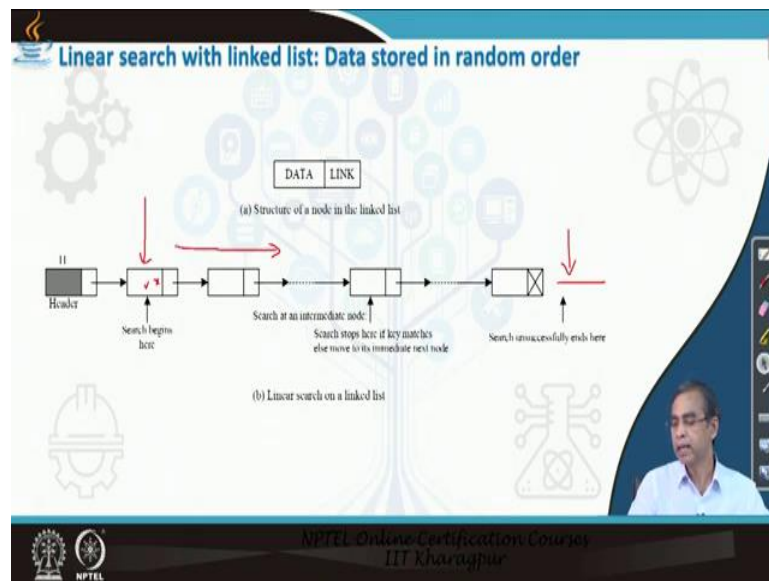 Linear search with linked list: Data stored in random order
DATA LINK
(a) Structure of a node in the linked list
H
Header
Search begins
here
Search at an intermediate node:
Search stops here if key matches
else move to its immediate next node
Search unsuccessfully ends here
(b) Linear search on a linked list
NPTEL Online Certification Courses
IIT Kharagpur
NPTEL